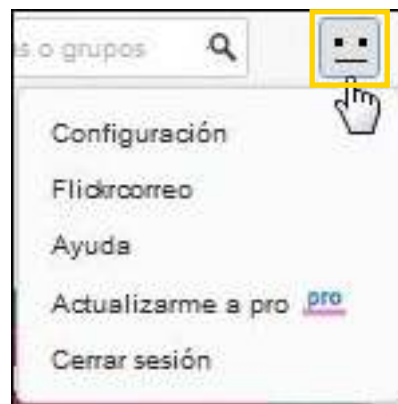 s o grupos
Configuración
Flickrcorreo
Ayuda
Actualizarme a pro pro
Cerrar sesión